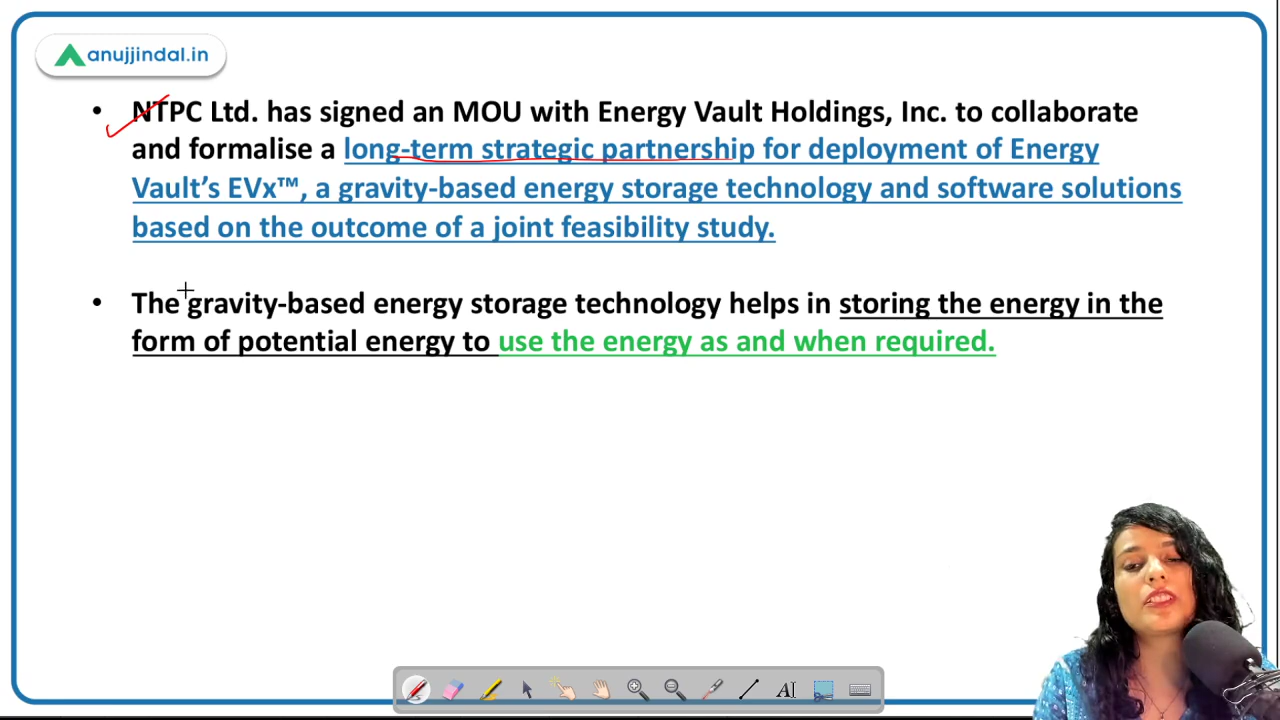 anujjindal.in
• NTPC Ltd. has signed an MOU with Energy Vault Holdings, Inc. to collaborate
and formalise a long-term strategic partnership for deployment of Energy
Vault’s EVx™, a gravity-based energy storage technology and software solutions
based on the outcome of a joint feasibility study.
• The gravity-based energy storage technology helps in storing the energy in the
form of potential energy to use the energy as and when required.